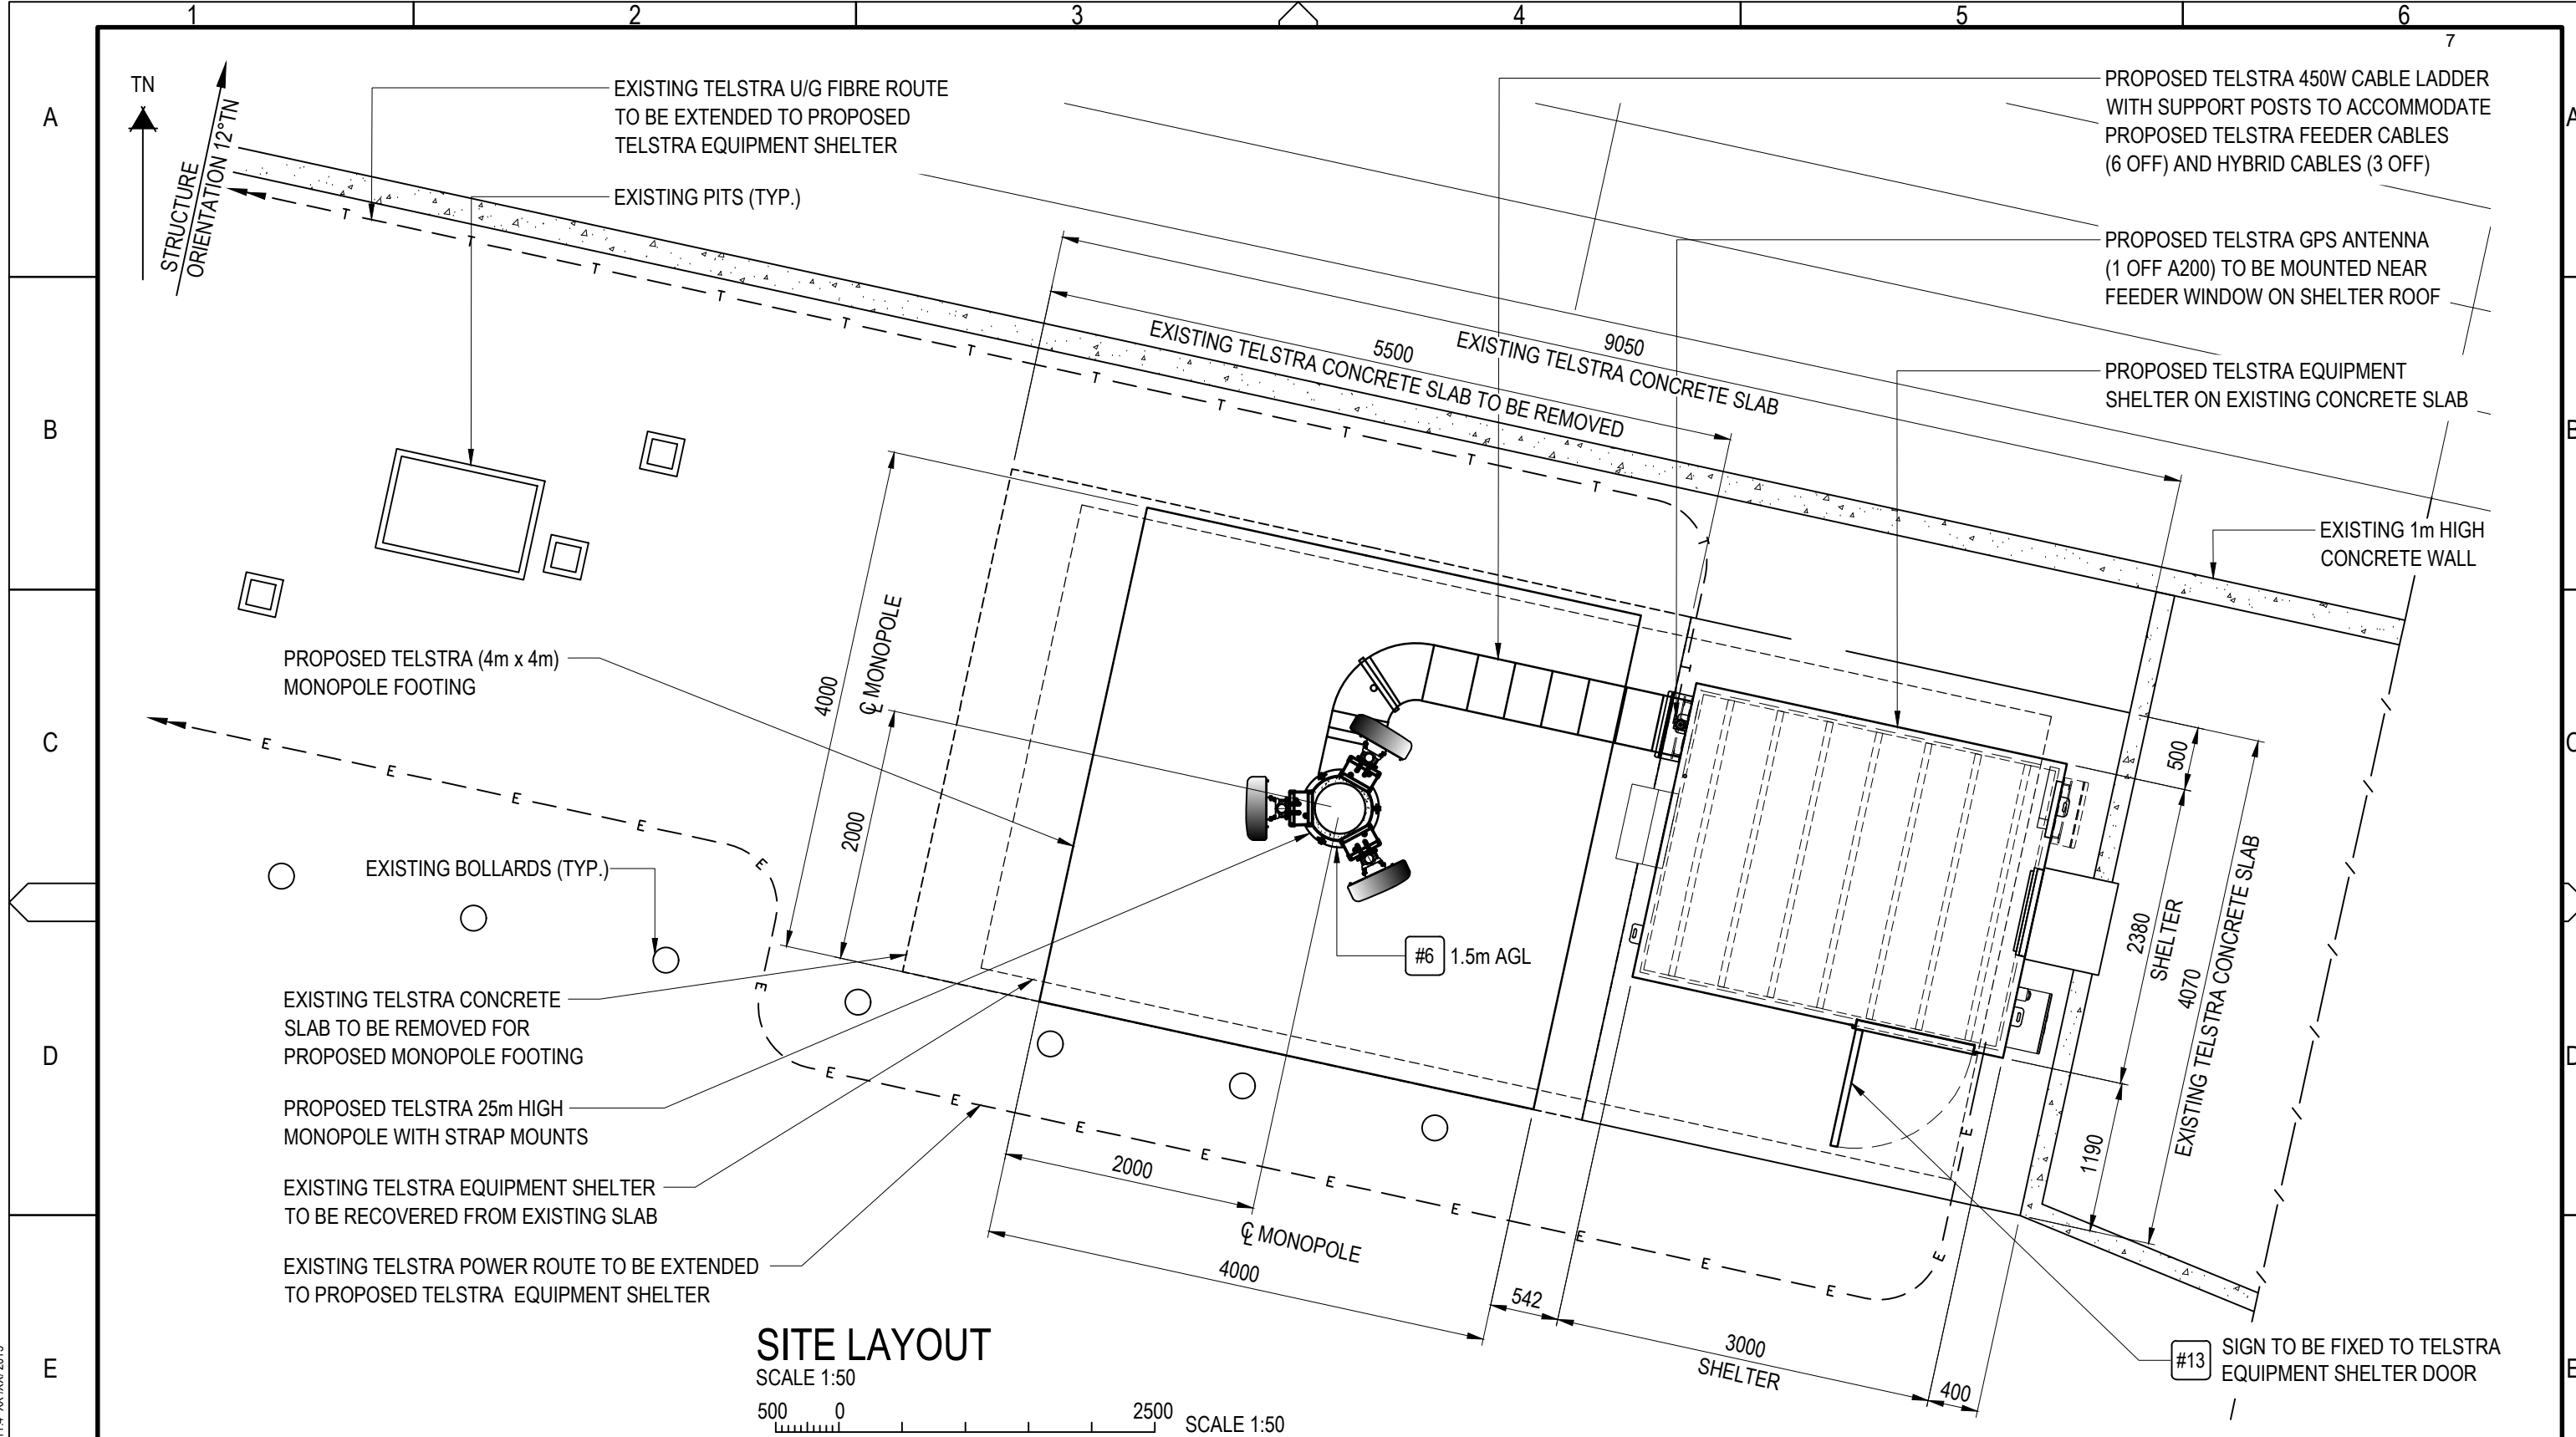 1 2 3 4 5 6
7
A A
B B
C C
D D
E E
TN
STRUCTURE
ORIENTATION 12°TN
EXISTING TELSTRA U/G FIBRE ROUTE
TO BE EXTENDED TO PROPOSED
TELSTRA EQUIPMENT SHELTER
EXISTING PITS (TYP.)
PROPOSED TELSTRA 450W CABLE LADDER
WITH SUPPORT POSTS TO ACCOMMODATE
PROPOSED TELSTRA FEEDER CABLES
(6 OFF) AND HYBRID CABLES (3 OFF)
PROPOSED TELSTRA GPS ANTENNA
(1 OFF A200) TO BE MOUNTED NEAR
FEEDER WINDOW ON SHELTER ROOF
PROPOSED TELSTRA EQUIPMENT
SHELTER ON EXISTING CONCRETE SLAB
EXISTING 1m HIGH
CONCRETE WALL
9050
EXISTING TELSTRA CONCRETE SLAB
5500
EXISTING TELSTRA CONCRETE SLAB TO BE REMOVED
T T T T T T T T T T T T T T
PROPOSED TELSTRA (4m x 4m)
MONOPOLE FOOTING
4000
℄ MONOPOLE
2000
E E E E E E E E E E E E E E E E E E
EXISTING BOLLARDS (TYP.)
#6 1.5m AGL
500
2380
SHELTER
4070
EXISTING TELSTRA CONCRETE SLAB
1190
EXISTING TELSTRA CONCRETE
SLAB TO BE REMOVED FOR
PROPOSED MONOPOLE FOOTING
PROPOSED TELSTRA 25m HIGH
MONOPOLE WITH STRAP MOUNTS
EXISTING TELSTRA EQUIPMENT SHELTER
TO BE RECOVERED FROM EXISTING SLAB
EXISTING TELSTRA POWER ROUTE TO BE EXTENDED
TO PROPOSED TELSTRA EQUIPMENT SHELTER
2000
℄ MONOPOLE
4000
542
3000
SHELTER
400
#13 SIGN TO BE FIXED TO TELSTRA
EQUIPMENT SHELTER DOOR
SITE LAYOUT
SCALE 1:50
500 0 2500 SCALE 1:50